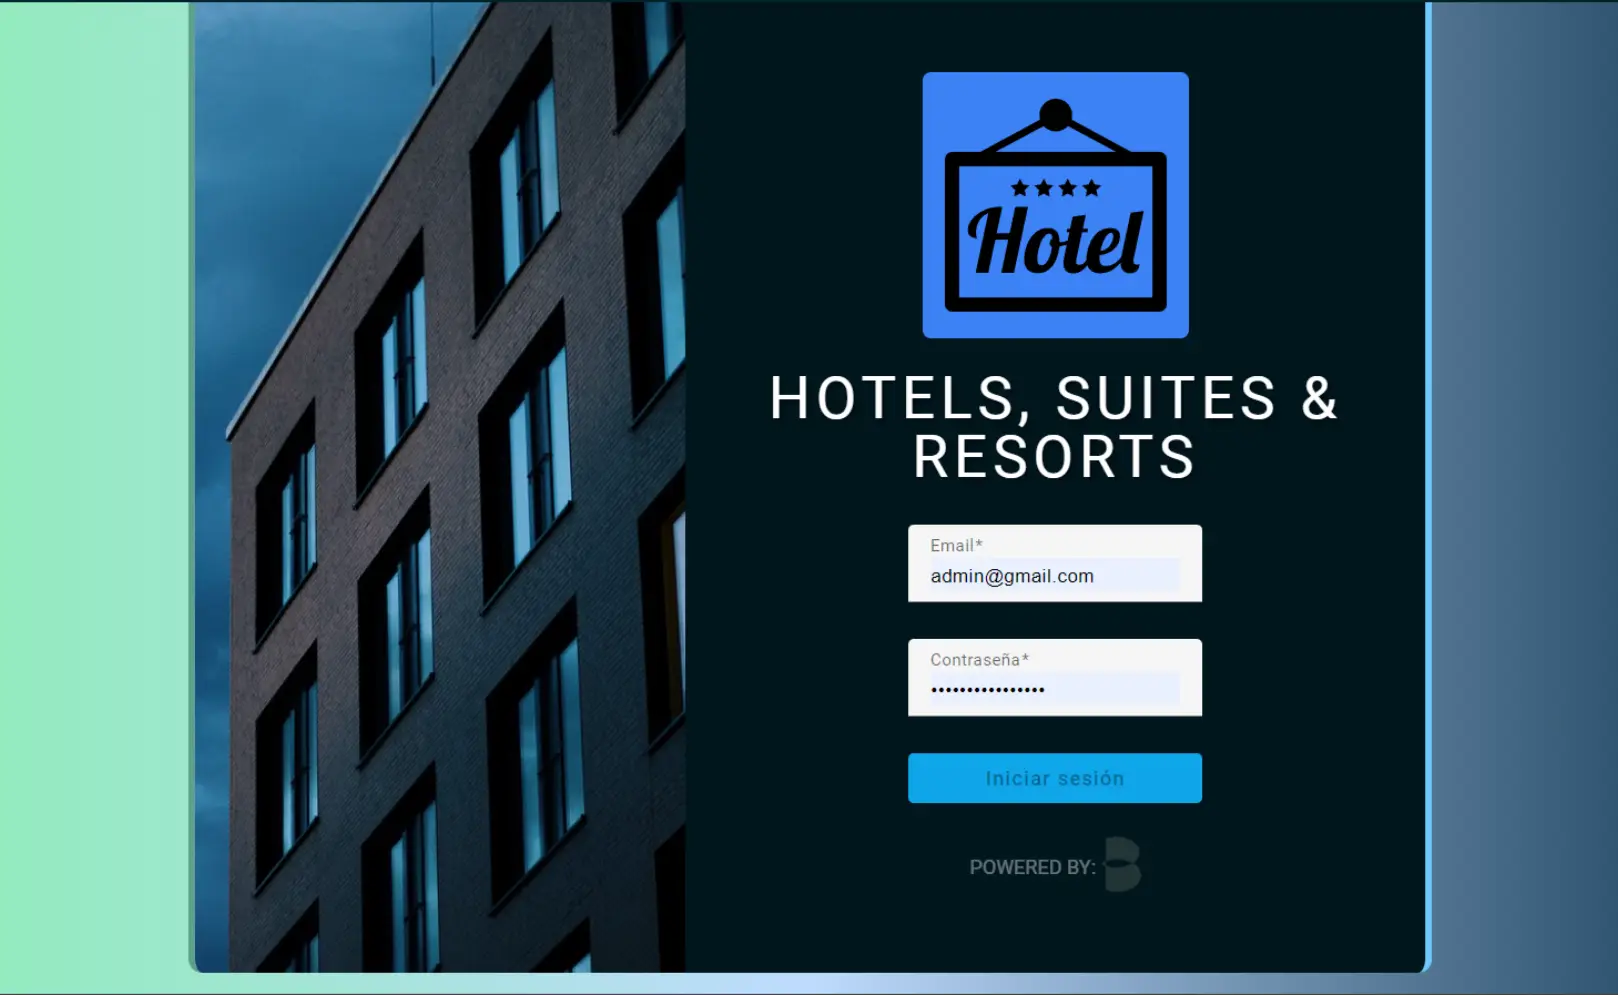 Hotel
HOTELS, SUITES &
RESORTS
Email*
admin@gmail.com
Contraseña*
••••••••••••••••
Iniciar sesión
POWERED BY: B